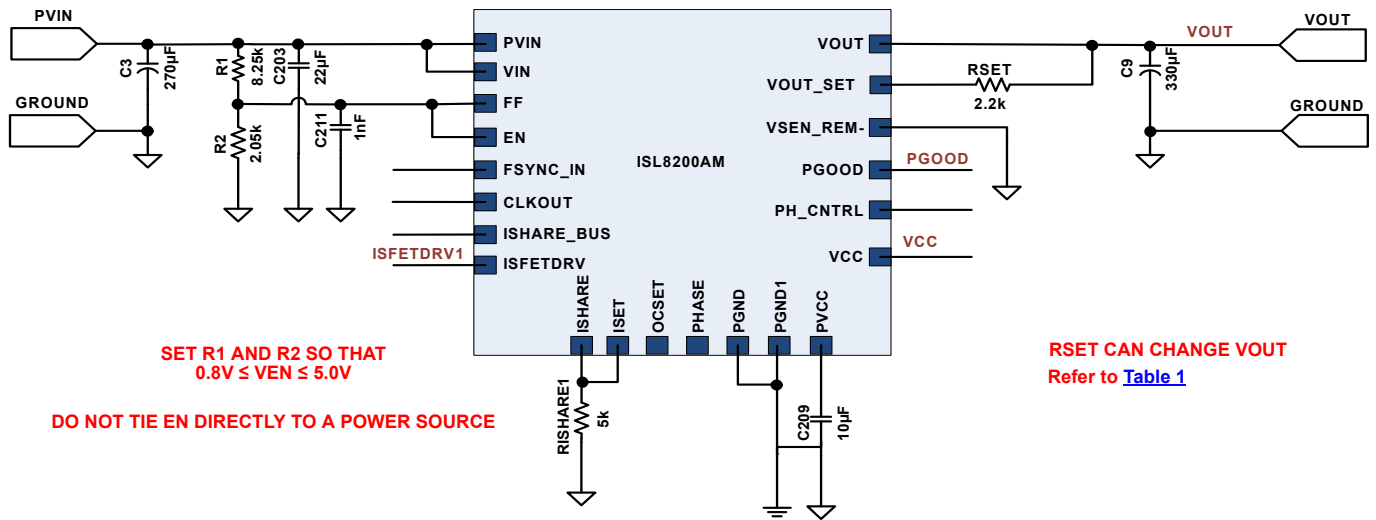 PVIN
GROUND
C3
270µF
R1
8.25k
C203
22µF
R2
2.05k
C211
1nF
ISFETDRV1
PVIN
VIN
FF
EN
FSYNC_IN
CLKOUT
ISHARE_BUS
ISFETDRV
ISL8200AM
ISHARE
ISET
OCSET
PHASE
PGND
PGND1
PVCC
VOUT
VOUT_SET
VSEN_REM-
PGOOD
PH_CNTRL
VCC
RSET
2.2k
PGOOD
VCC
VOUT
VOUT
C9
330µF
GROUND
RISHARE1
5k
C209
10µF
SET R1 AND R2 SO THAT
0.8V ≤ VEN ≤ 5.0V
DO NOT TIE EN DIRECTLY TO A POWER SOURCE
RSET CAN CHANGE VOUT
Refer to Table 1